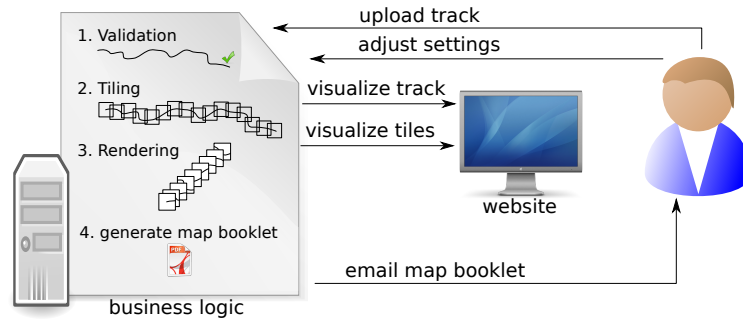 upload track
adjust settings
1. Validation
2. Tiling
visualize track
visualize tiles
3. Rendering
website
4. generate map booklet
PDF
email map booklet
business logic